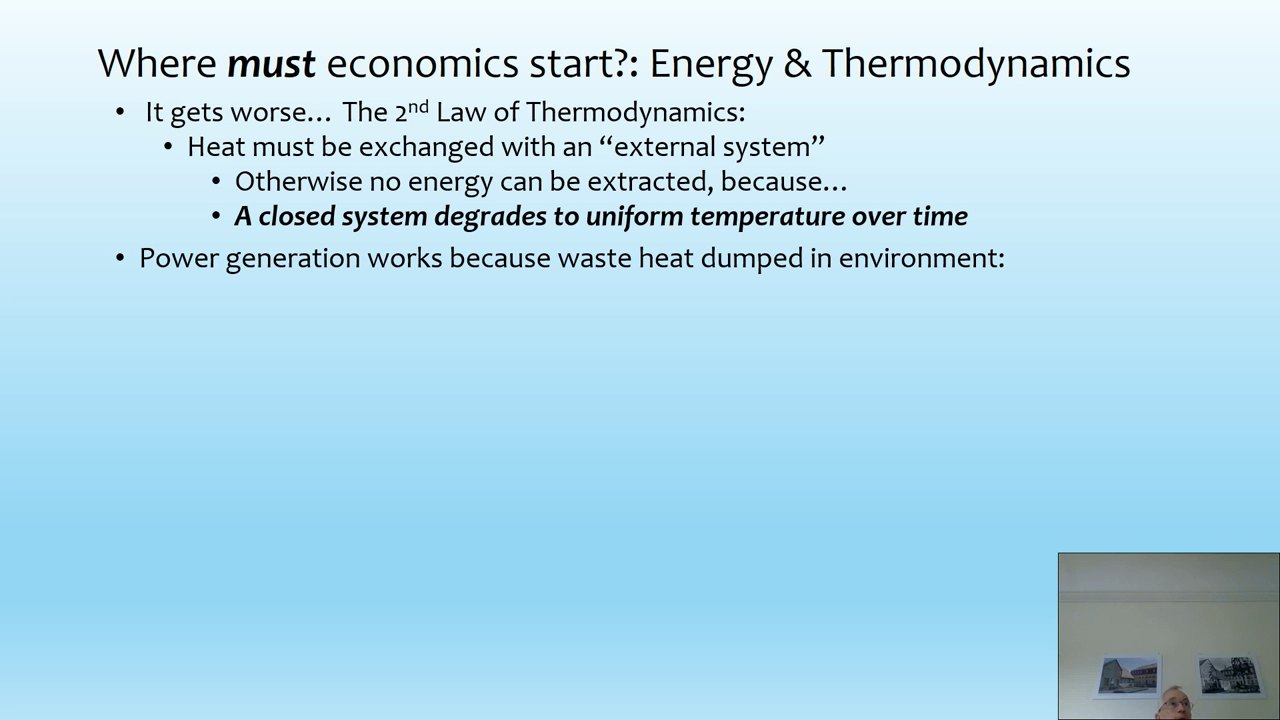 Where must economics start?: Energy & Thermodynamics
• It gets worse… The 2nd Law of Thermodynamics:
• Heat must be exchanged with an “external system”
• Otherwise no energy can be extracted, because…
• A closed system degrades to uniform temperature over time
• Power generation works because waste heat dumped in environment: